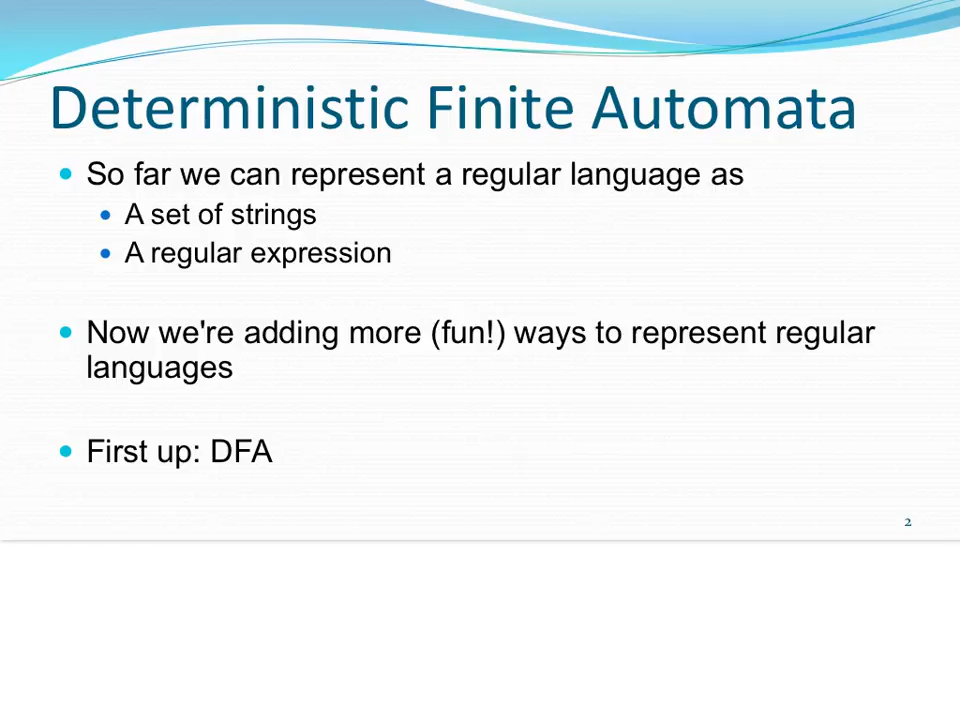 Deterministic Finite Automata
So far we can represent a regular language as
A set of strings
A regular expression
Now we're adding more (fun!) ways to represent regular
languages
First up: DFA
2